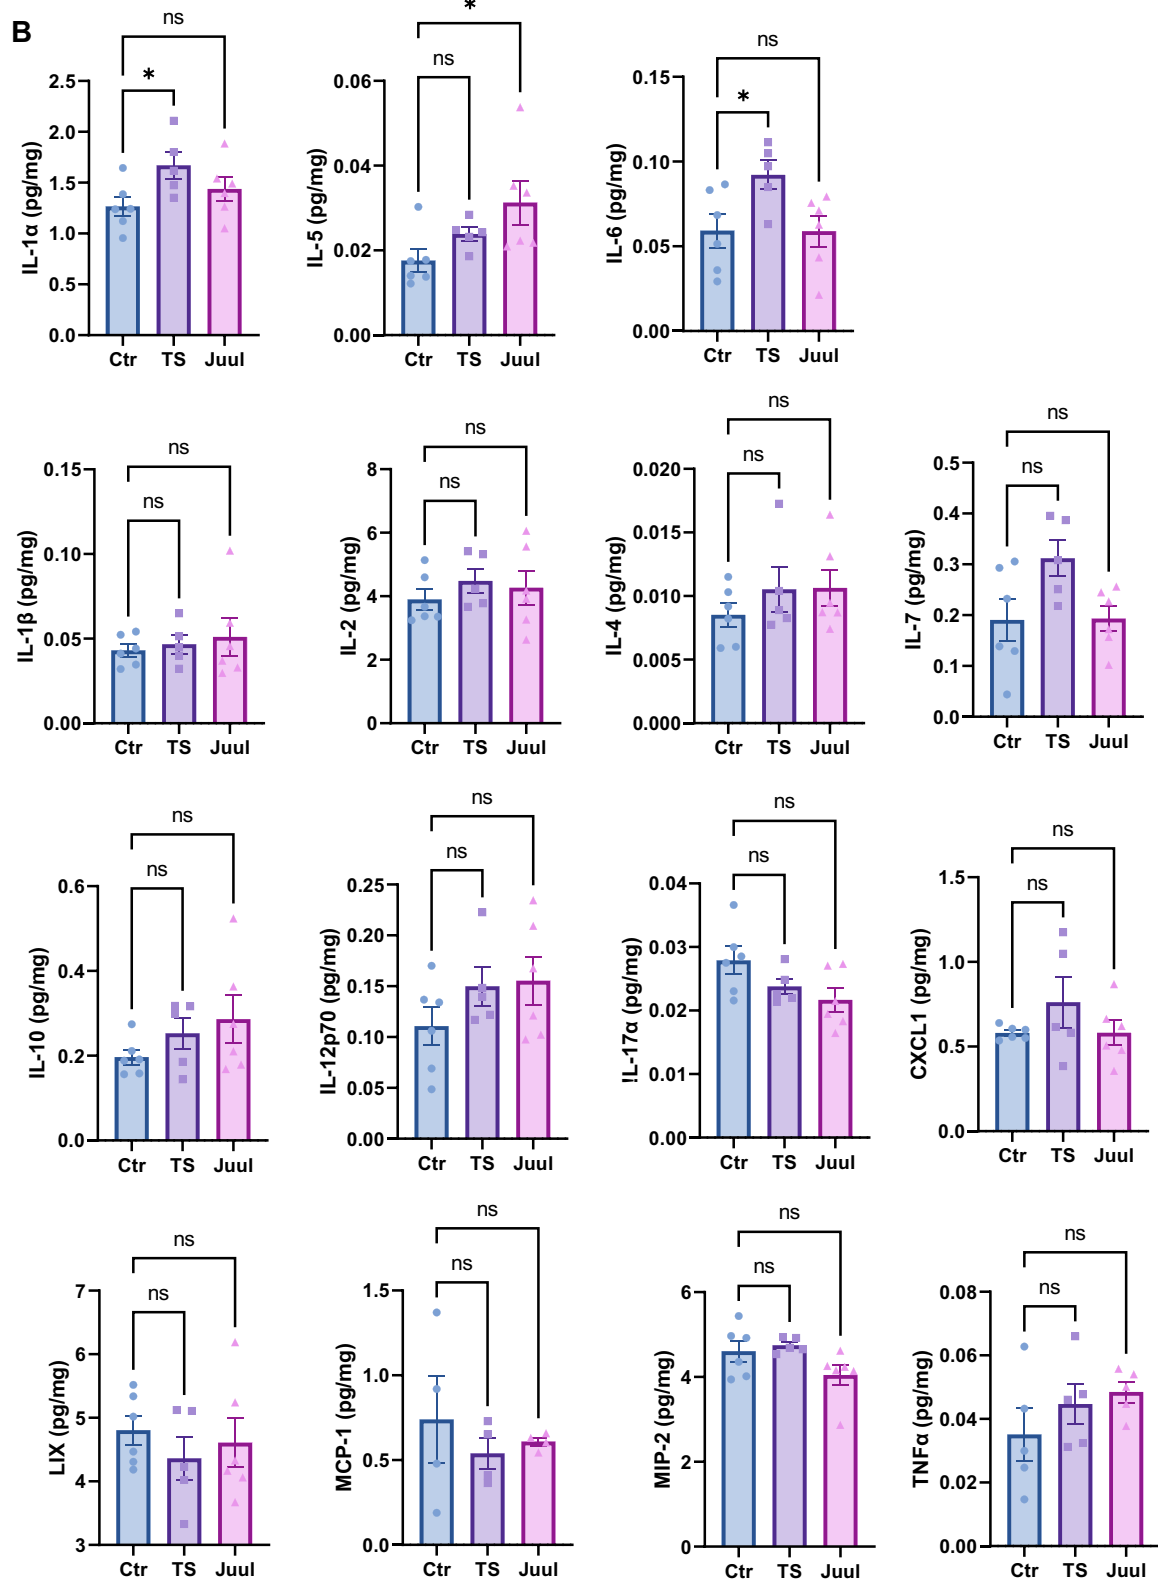 B
ns
*
2.5
2.0
1.5
1.0
0.5
0.0
IL-1α (pg/mg)
Ctr TS Juul
*
ns
0.06
0.04
0.02
0.00
IL-5 (pg/mg)
Ctr TS Juul
ns
*
0.15
0.10
0.05
0.00
IL-6 (pg/mg)
Ctr TS Juul
ns
ns
0.15
0.10
0.05
0.00
IL-1β (pg/mg)
Ctr TS Juul
ns
ns
8
6
4
2
0
IL-2 (pg/mg)
Ctr TS Juul
ns
ns
0.020
0.015
0.010
0.005
0.000
IL-4 (pg/mg)
Ctr TS Juul
ns
ns
0.5
0.4
0.3
0.2
0.1
0.0
IL-7 (pg/mg)
Ctr TS Juul
ns
ns
0.6
0.4
0.2
0.0
IL-10 (pg/mg)
Ctr TS Juul
ns
ns
0.25
0.20
0.15
0.10
0.05
0.00
IL-12p70 (pg/mg)
Ctr TS Juul
ns
ns
0.04
0.03
0.02
0.01
0.00
IL-17α (pg/mg)
Ctr TS Juul
ns
ns
1.5
1.0
0.5
0.0
CXCL1 (pg/mg)
Ctr TS Juul
ns
ns
7
6
5
4
3
LIX (pg/mg)
Ctr TS Juul
ns
ns
1.5
1.0
0.5
0.0
MCP-1 (pg/mg)
Ctr TS Juul
ns
ns
6
4
2
0
MIP-2 (pg/mg)
Ctr TS Juul
ns
ns
0.08
0.06
0.04
0.02
0.00
TNFα (pg/mg)
Ctr TS Juul